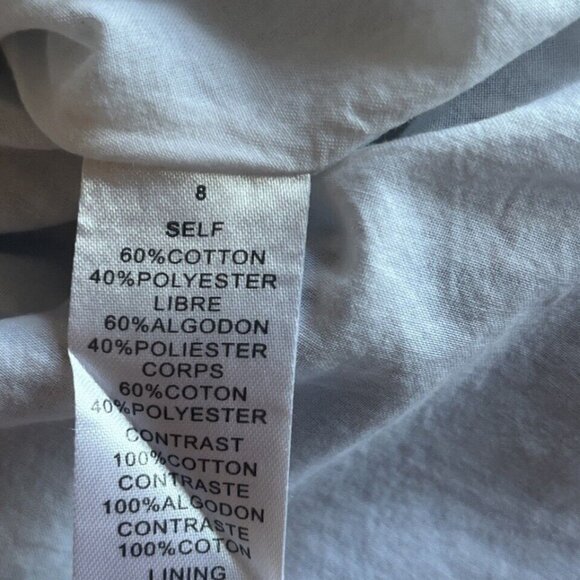 8
SELF
60%COTTON
40%POLYESTER
LIBRE
60%ALGODON
40%POLIESTER
CORPS
60%COTON
40%POLYESTER
CONTRAST
100%COTTON
CONTRASTE
100%ALGODON
CONTRASTE
100%COTON
LINING